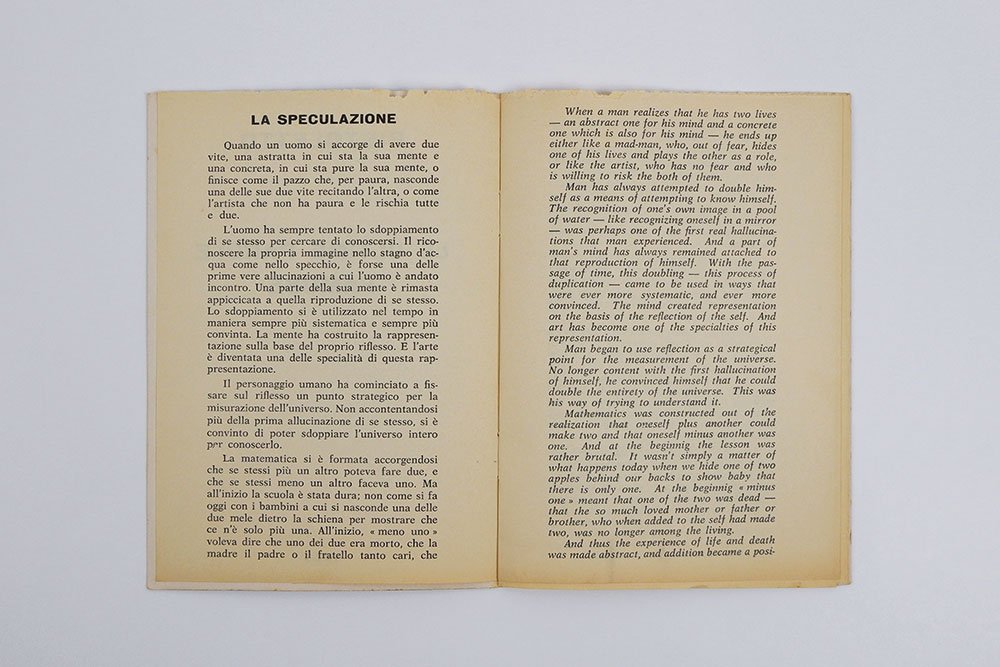 LA SPECULAZIONE
Quando un uomo si accorge di avere due
vite, una astratta in cui sta la sua mente e
una concreta, in cui sta pure la sua mente, o
finisce come il pazzo che, per paura, nasconde
una delle sue due vite recitando l'altra, o come
l'artista che non ha paura e le rischia tutte
e due.
L'uomo ha sempre tentato lo sdoppiamento
di se stesso per cercare di conoscersi. Il rico-
noscere la propria immagine nello stagno d'ac-
qua come nello specchio, è forse una delle
prime vere allucinazioni a cui l'uomo è andato
incontro. Una parte della sua mente è rimasta
appiccicata a quella riproduzione di se stesso.
Lo sdoppiamento si è utilizzato nel tempo in
maniera sempre più sistematica e sempre più
convinta. La mente ha costruito la rappresen-
tazione sulla base del proprio riflesso. E l'arte
è diventata una delle specialità di questa rap-
presentazione.
Il personaggio umano ha cominciato a fis-
sare sul riflesso un punto strategico per la
misurazione dell'universo. Non accontentandosi
più della prima allucinazione di se stesso, si è
convinto di poter sdoppiare l'universo intero
per conoscerlo.
La matematica si è formata accorgendosi
che se stessi più un altro poteva fare due, e
che se stessi meno un altro faceva uno. Ma
all'inizio la scuola è stata dura; non come si fa
oggi con i bambini a cui si nasconde una delle
due mele dietro la schiena per mostrare che
ce n'è solo più una. All'inizio, « meno uno »
voleva dire che uno dei due era morto, che la
madre il padre o il fratello tanto cari, che
When a man realizes that he has two lives
— an abstract one for his mind and a concrete
one which is also for his mind — he ends up
either like a mad-man, who, out of fear, hides
one of his lives and plays the other as a role,
or like the artist, who has no fear and who
is willing to risk the both of them.
Man has always attempted to double him-
self as a means of attempting to know himself.
The recognition of one's own image in a pool
of water — like recognizing oneself in a mirror
— was perhaps one of the first real hallucina-
tions that man experienced. And a part of
man's mind has always remained attached to
that reproduction of himself. With the pas-
sage of time, this doubling — this process of
duplication — came to be used in ways that
were ever more systematic, and ever more
convinced. The mind created representation
on the basis of the reflection of the self. And
art has become one of the specialties of this
representation.
Man began to use reflection as a strategical
point for the measurement of the universe.
No longer content with the first hallucination
of himself, he convinced himself that he could
double the entirety of the universe. This was
his way of trying to understand it.
Mathematics was constructed out of the
realization that oneself plus another could
make two and that oneself minus another was
one. And at the beginnig the lesson was
rather brutal. It wasn't simply a matter of
what happens today when we hide one of two
apples behind our backs to show baby that
there is only one. At the beginnig « minus
one » meant that one of the two was dead —
that the so much loved mother or father or
brother, who when added to the self had made
two, was no longer among the living.
And thus the experience of life and death
was made abstract, and addition became a posi-